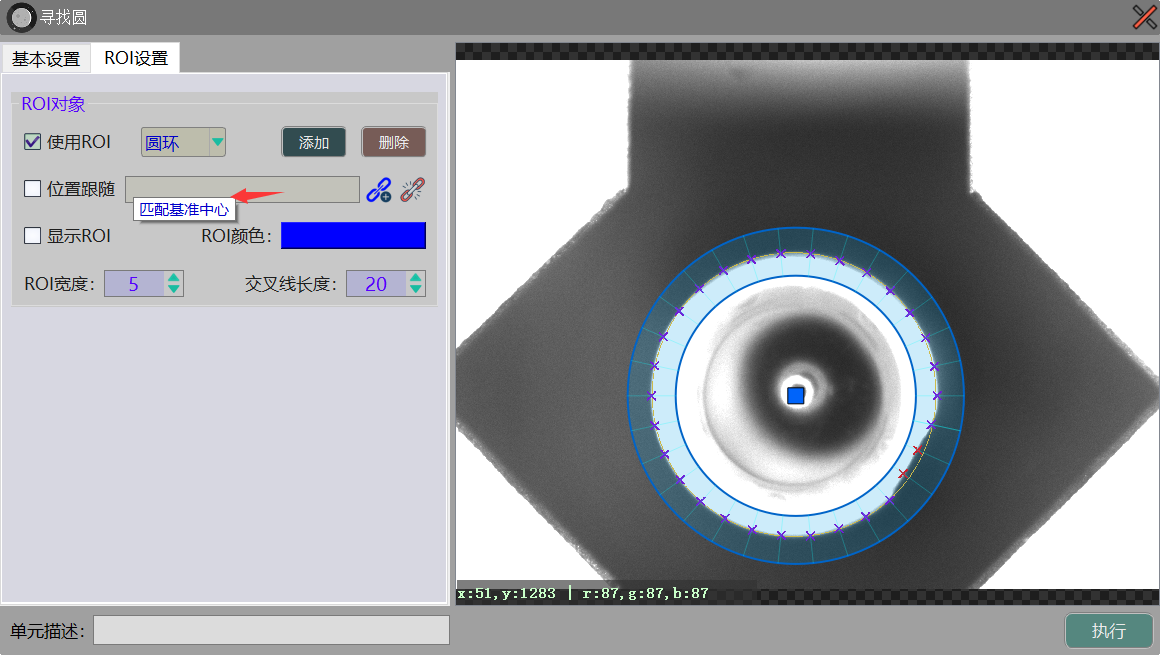 寻找圆
基本设置 ROI设置
ROI对象
使用ROI 圆环 添加 删除
位置跟随
匹配基准中心
显示ROI ROI颜色:
ROI宽度: 5 交叉线长度: 20
x:51,y:1283 | r:87,g:87,b:87
单元描述: 执行